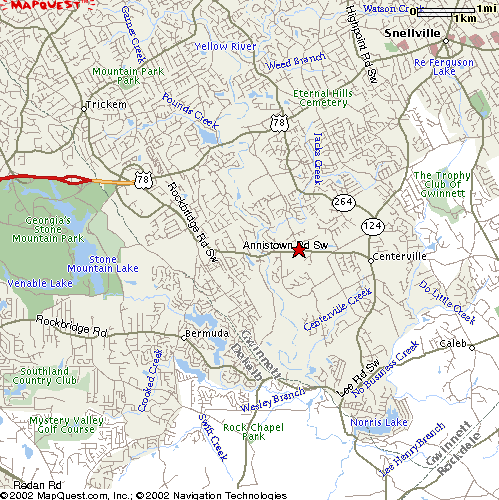 MAPQUEST
Garner Creek
Watson Creek
0
1mi
1km
Highpoint Rd Sw
Snellville
Yellow River
Weed Branch
Re Ferguson
Lake
Mountain Park
Park
Eternal Hills
Cemetery
Trickem
Pounds Creek
78
Jacks Creek
78
The Trophy
Club Of
Gwinnett
Rockbridge Rd Sw
264
124
Georgia's
Stone
Mountain Park
Annistown Rd Sw
Stone
Mountain Lake
Centerville
Venable Lake
Do Little Creek
Centerville Creek
Rockbridge Rd
Bermuda
Gwinnett
Dekalb
Caleb
No Business Creek
Lee Rd Sw
Southland
Country Club
Crooked Creek
Wesley Branch
Mystery Valley
Golf Course
Swift Creek
Rock Chapel
Park
Norris Lake
Lee Henry Branch
Gwinnett
Rockdale
Redan Rd
©2002 MapQuest.com, Inc.; ©2002 Navigation Technologies